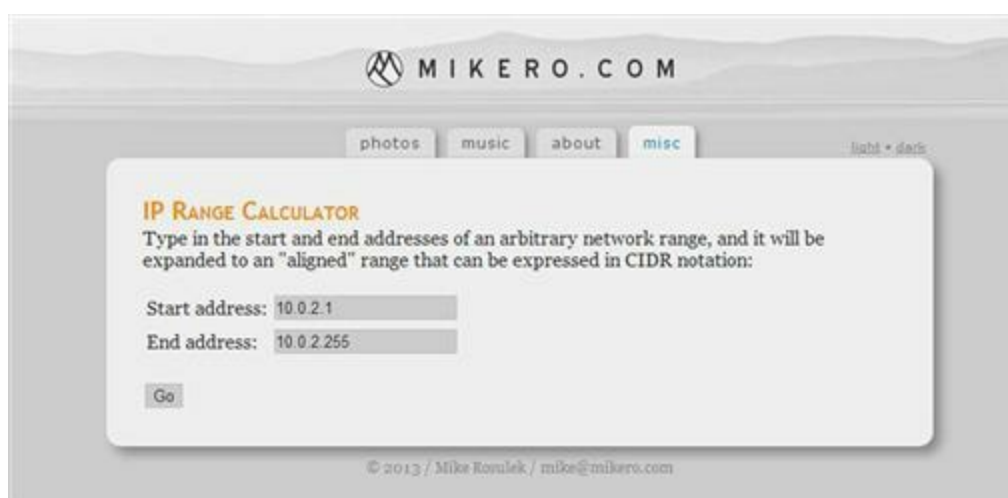 MIKERO.COM
photos music about misc
light • dark
IP RANGE CALCULATOR
Type in the start and end addresses of an arbitrary network range, and it will be
expanded to an "aligned" range that can be expressed in CIDR notation:
Start address: 10.0.2.1
End address: 10.0.2.255
Go
© 2013 / Mike Rosulek / mike@mikero.com